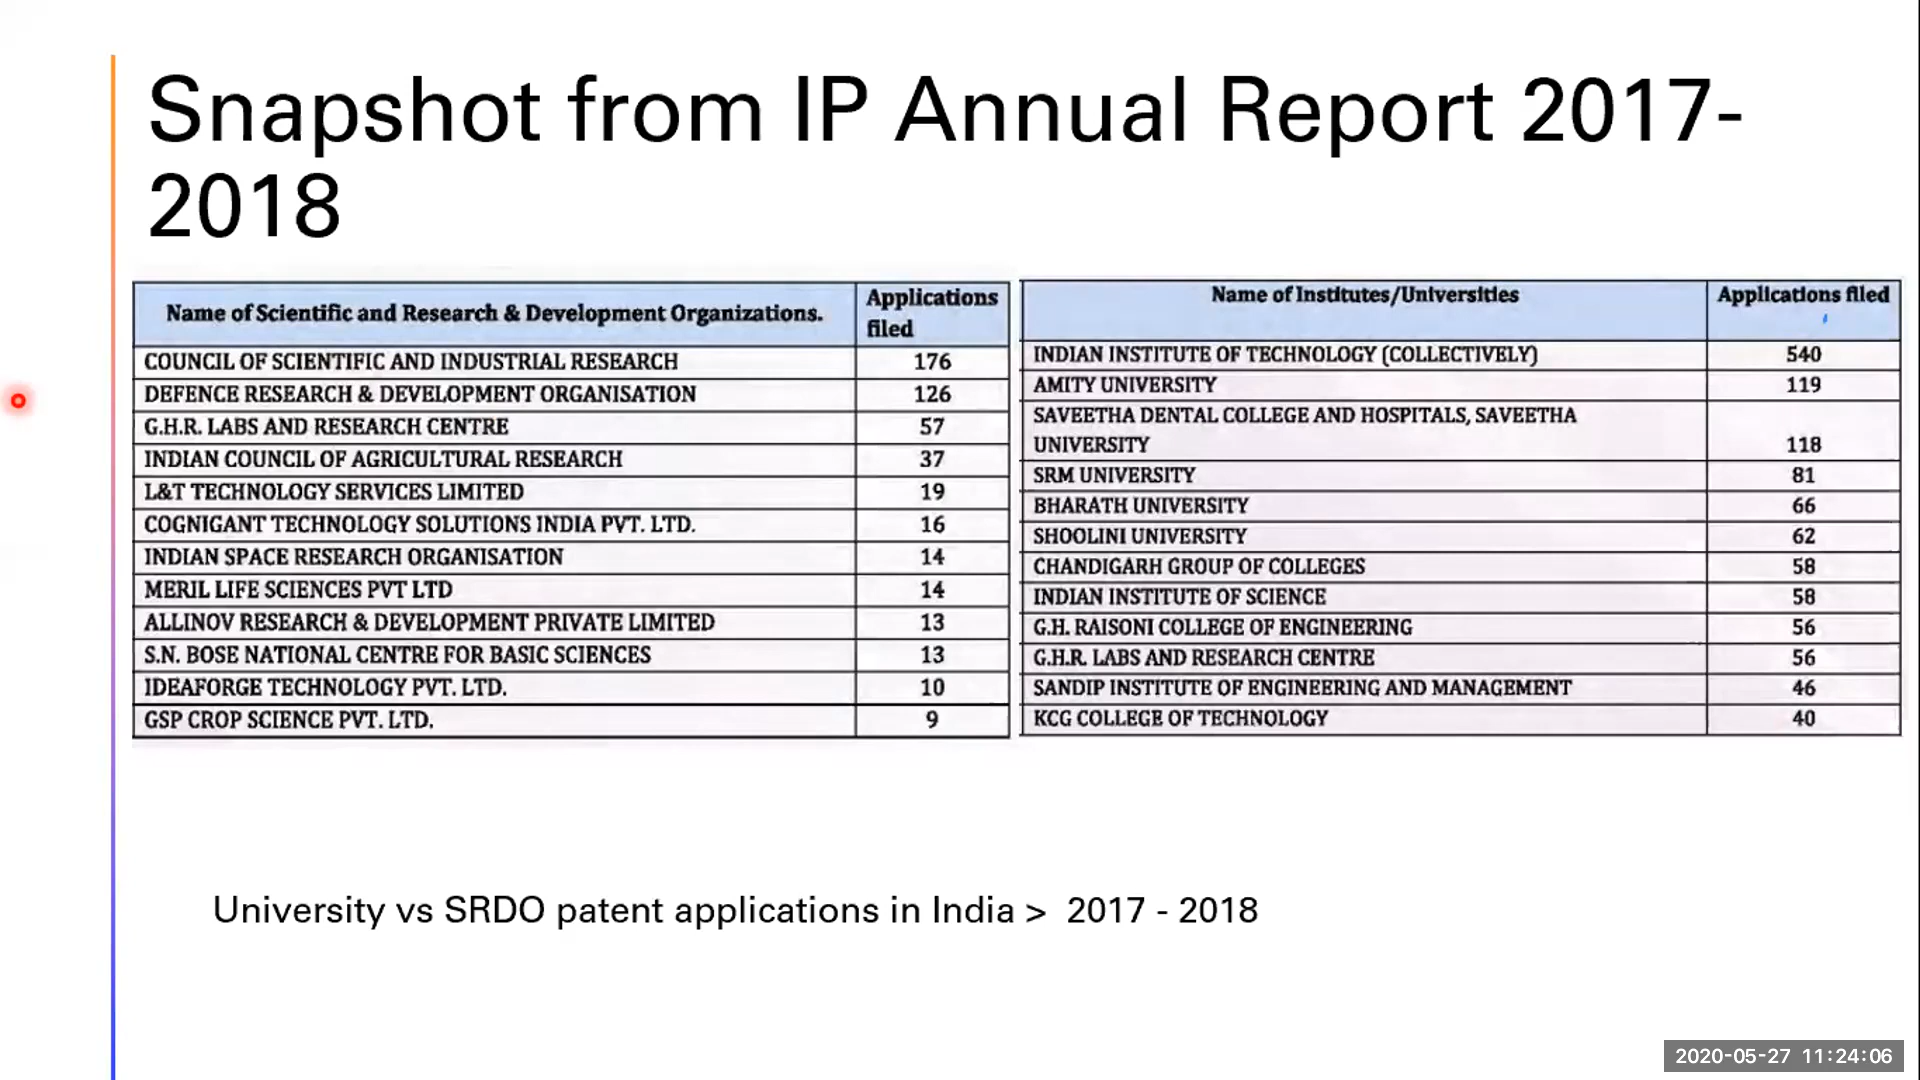 Snapshot from IP Annual Report 2017-
2018
Name of Scientific and Research & Development Organizations.
Applications
filed
COUNCIL OF SCIENTIFIC AND INDUSTRIAL RESEARCH 176
DEFENCE RESEARCH & DEVELOPMENT ORGANISATION 126
G.H.R. LABS AND RESEARCH CENTRE 57
INDIAN COUNCIL OF AGRICULTURAL RESEARCH 37
L&T TECHNOLOGY SERVICES LIMITED 19
COGNIGANT TECHNOLOGY SOLUTIONS INDIA PVT. LTD. 16
INDIAN SPACE RESEARCH ORGANISATION 14
MERIL LIFE SCIENCES PVT LTD 14
ALLINOV RESEARCH & DEVELOPMENT PRIVATE LIMITED 13
S.N. BOSE NATIONAL CENTRE FOR BASIC SCIENCES 13
IDEAFORGE TECHNOLOGY PVT. LTD. 10
GSP CROP SCIENCE PVT. LTD. 9
Name of Institutes/Universities Applications filed
INDIAN INSTITUTE OF TECHNOLOGY (COLLECTIVELY) 540
AMITY UNIVERSITY 119
SAVEETHA DENTAL COLLEGE AND HOSPITALS, SAVEETHA
UNIVERSITY 118
SRM UNIVERSITY 81
BHARATH UNIVERSITY 66
SHOOLINI UNIVERSITY 62
CHANDIGARH GROUP OF COLLEGES 58
INDIAN INSTITUTE OF SCIENCE 58
G.H. RAISONI COLLEGE OF ENGINEERING 56
G.H.R. LABS AND RESEARCH CENTRE 56
SANDIP INSTITUTE OF ENGINEERING AND MANAGEMENT 46
KCG COLLEGE OF TECHNOLOGY 40
University vs SRDO patent applications in India > 2017 - 2018
2020-05-27 11:24:06